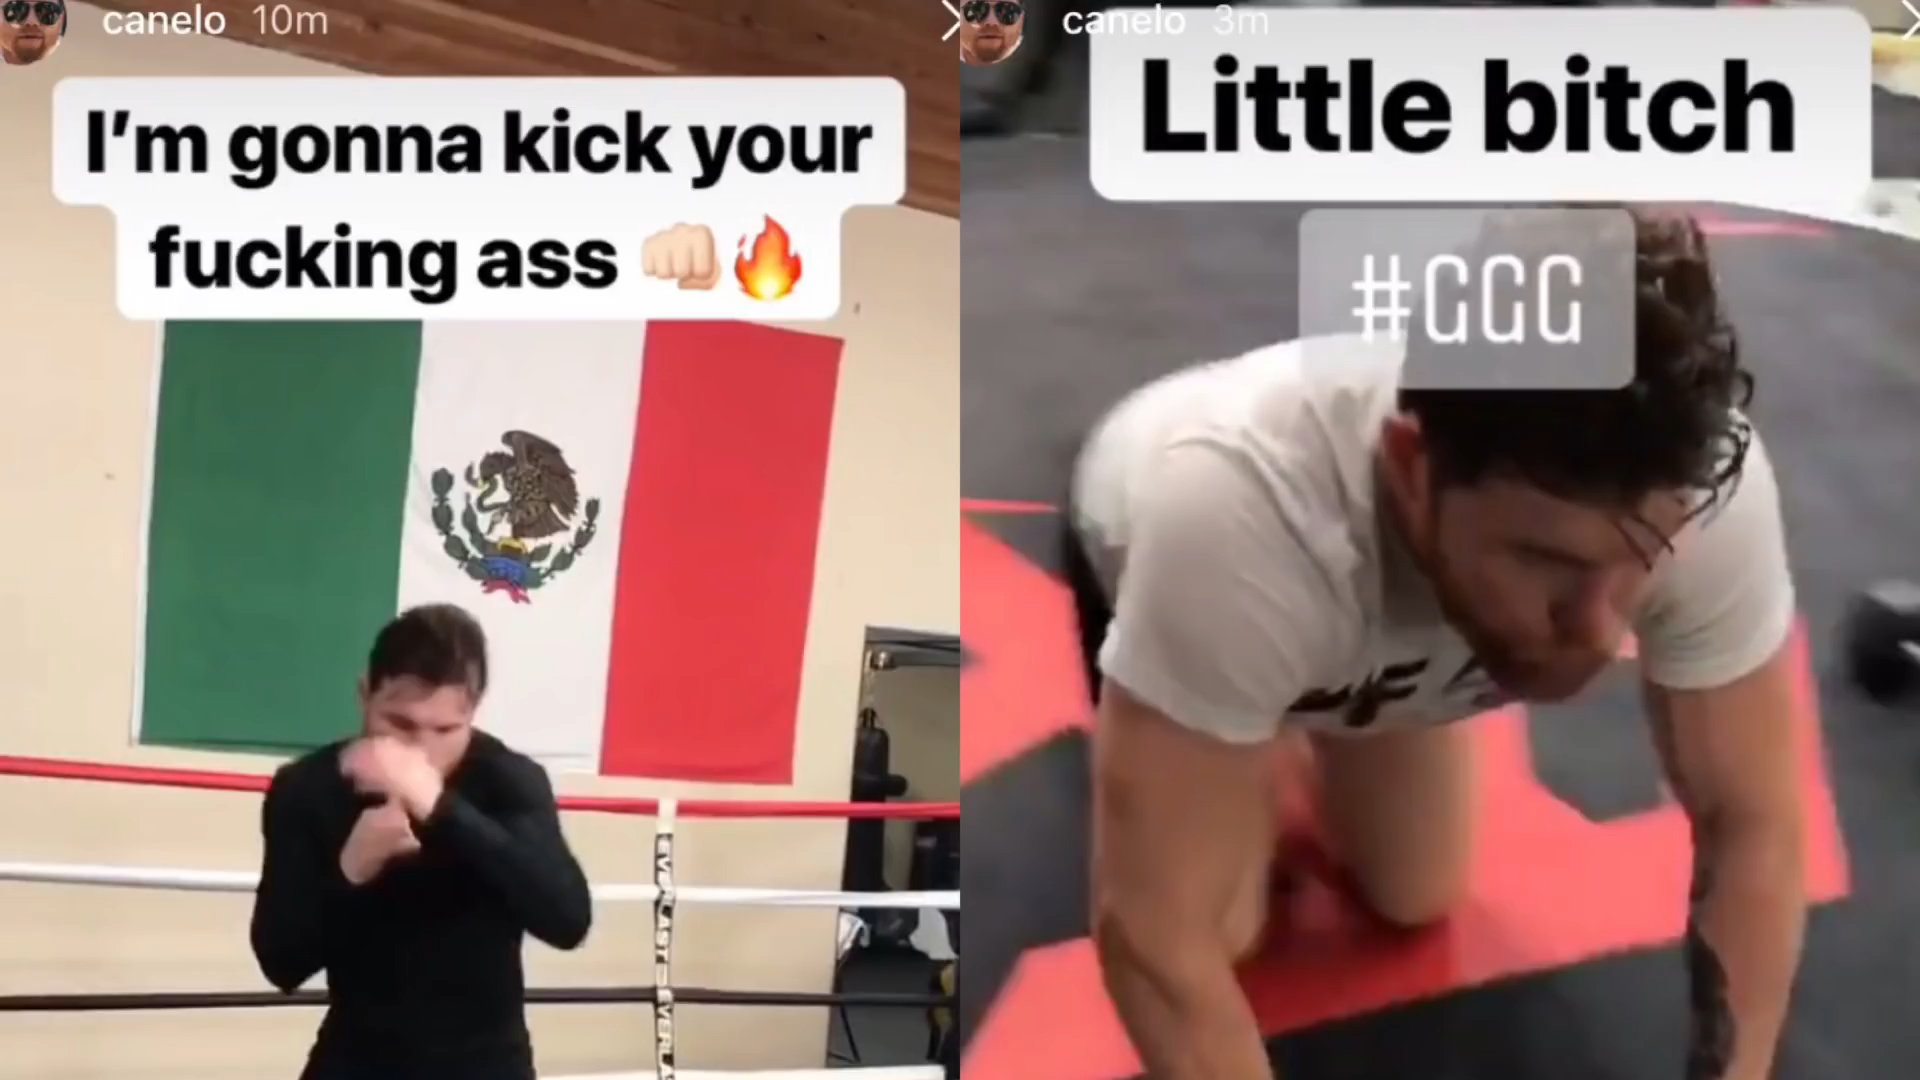 canelo 10m
I'm gonna kick your
fucking ass 👊🏻🔥
EVERLAST
canelo 3m
Little bitch
#GGG